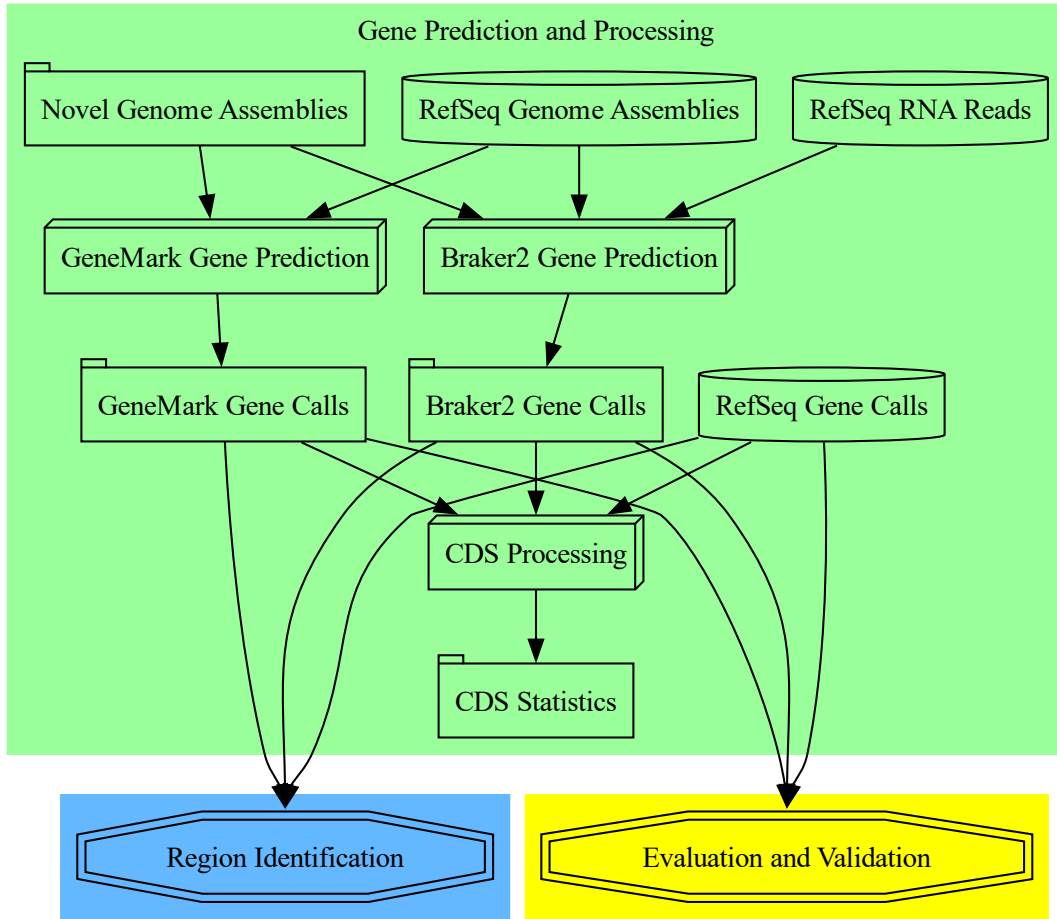 Gene Prediction and Processing
Novel Genome Assemblies
RefSeq Genome Assemblies
RefSeq RNA Reads
GeneMark Gene Prediction
Braker2 Gene Prediction
GeneMark Gene Calls
Braker2 Gene Calls
RefSeq Gene Calls
CDS Processing
CDS Statistics
Region Identification
Evaluation and Validation